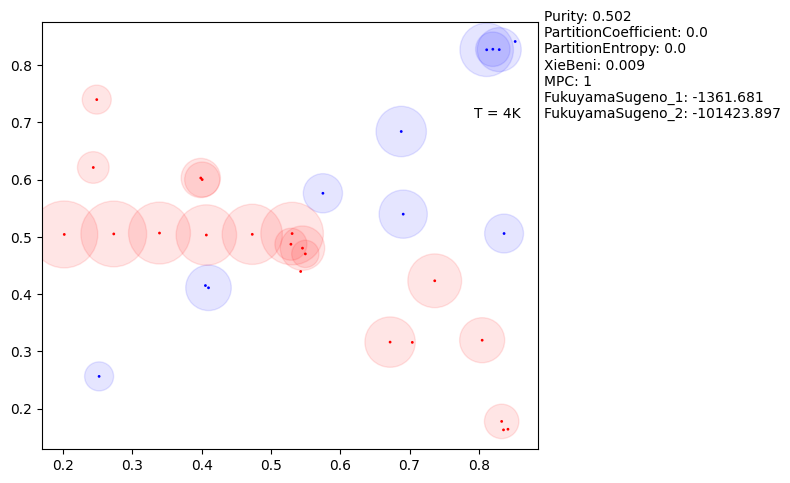 Purity: 0.502
PartitionCoefficient: 0.0
PartitionEntropy: 0.0
XieBeni: 0.009
MPC: 1
FukuyamaSugeno_1: -1361.681
FukuyamaSugeno_2: -101423.897
T = 4K
0.8
0.7
0.6
0.5
0.4
0.3
0.2
0.2 0.3 0.4 0.5 0.6 0.7 0.8